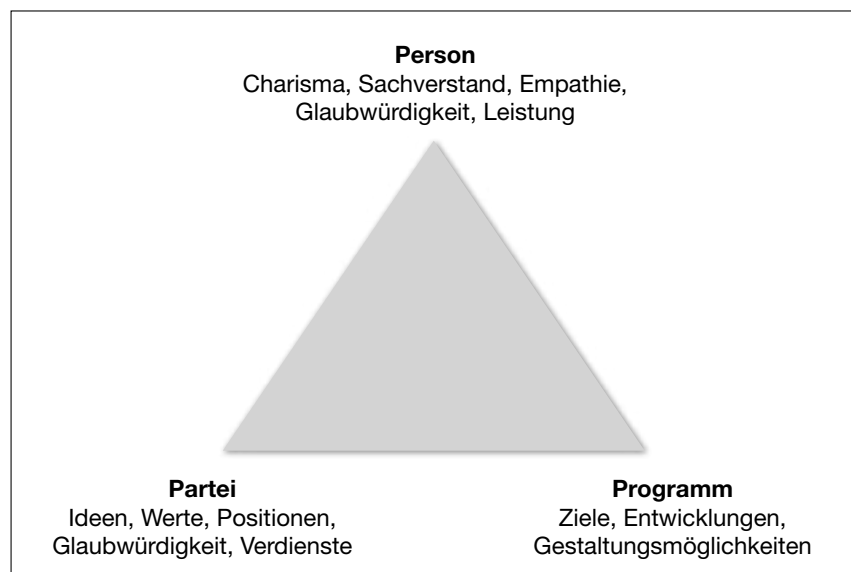 Person
Charisma, Sachverstand, Empathie,
Glaubwürdigkeit, Leistung
Partei
Ideen, Werte, Positionen,
Glaubwürdigkeit, Verdienste
Programm
Ziele, Entwicklungen,
Gestaltungsmöglichkeiten